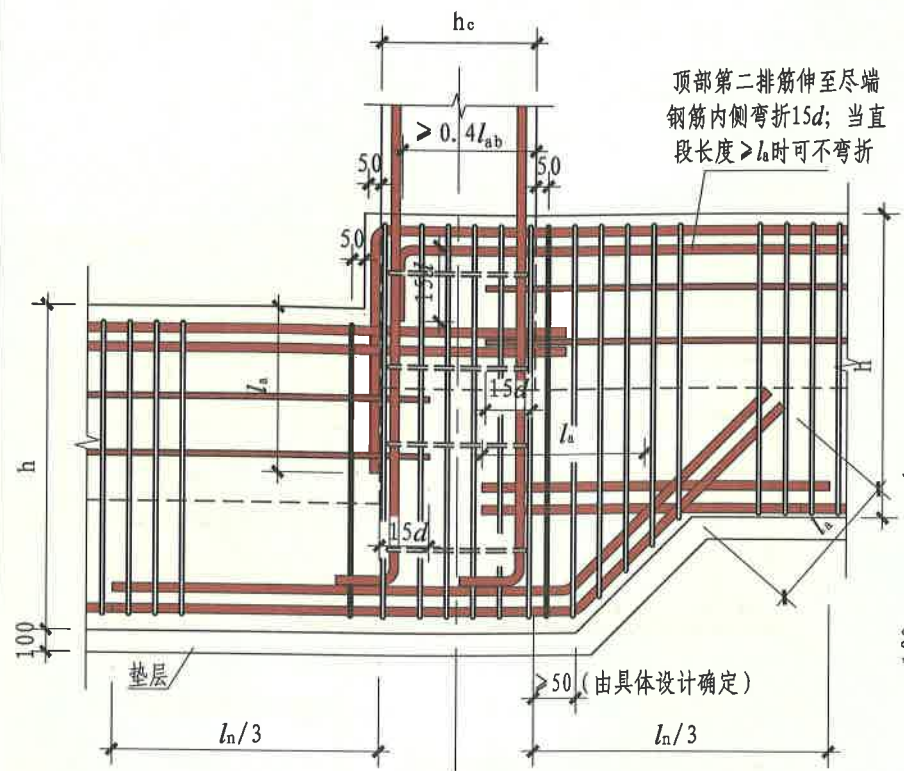 hc
顶部第二排筋伸至尽端
钢筋内侧弯折15d；当直
段长度≥la时可不弯折
≥0.4lab
50
50
50
15d
la
h
h
15d
la
15d
la
100
垫层
≥50（由具体设计确定）
ln/3
ln/3